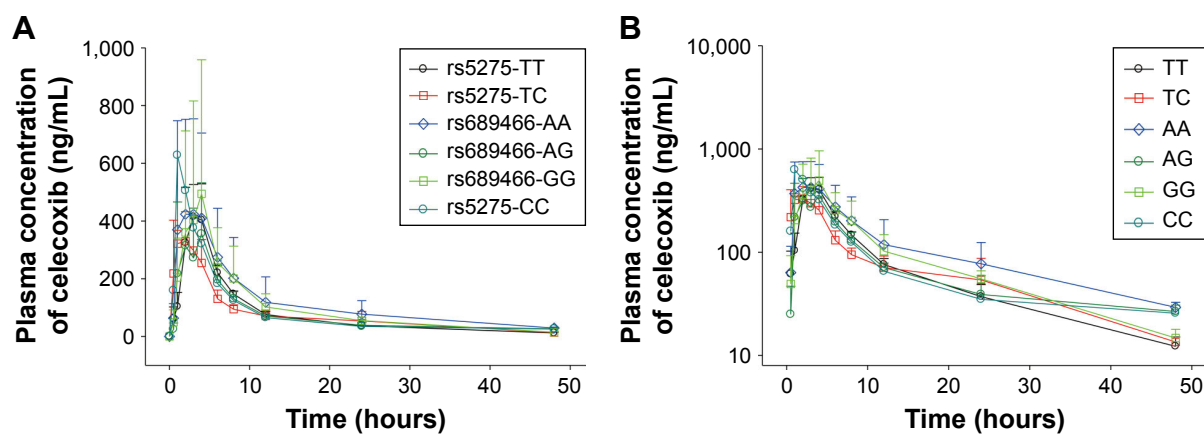 A
Plasma concentration
of celecoxib (ng/mL)
1,000
800
600
400
200
0
0
10
20
30
40
50
Time (hours)
rs5275-TT
rs5275-TC
rs689466-AA
rs689466-AG
rs689466-GG
rs5275-CC
B
Plasma concentration
of celecoxib (ng/mL)
10,000
1,000
100
10
0
10
20
30
40
50
Time (hours)
TT
TC
AA
AG
GG
CC